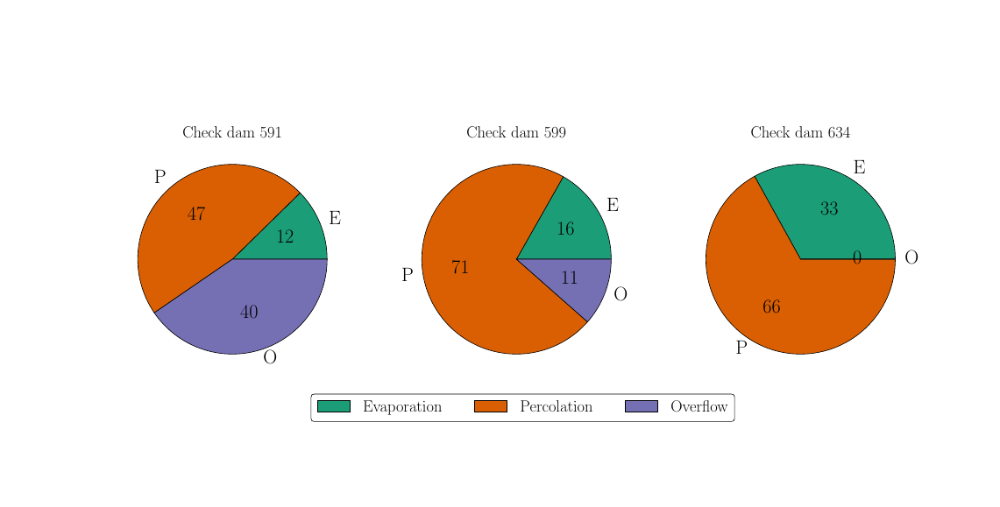 Check dam 591
P
47
E
12
40
O
Check dam 599
E
16
P
71
11
O
Check dam 634
E
33
0
O
66
P
Evaporation
Percolation
Overflow